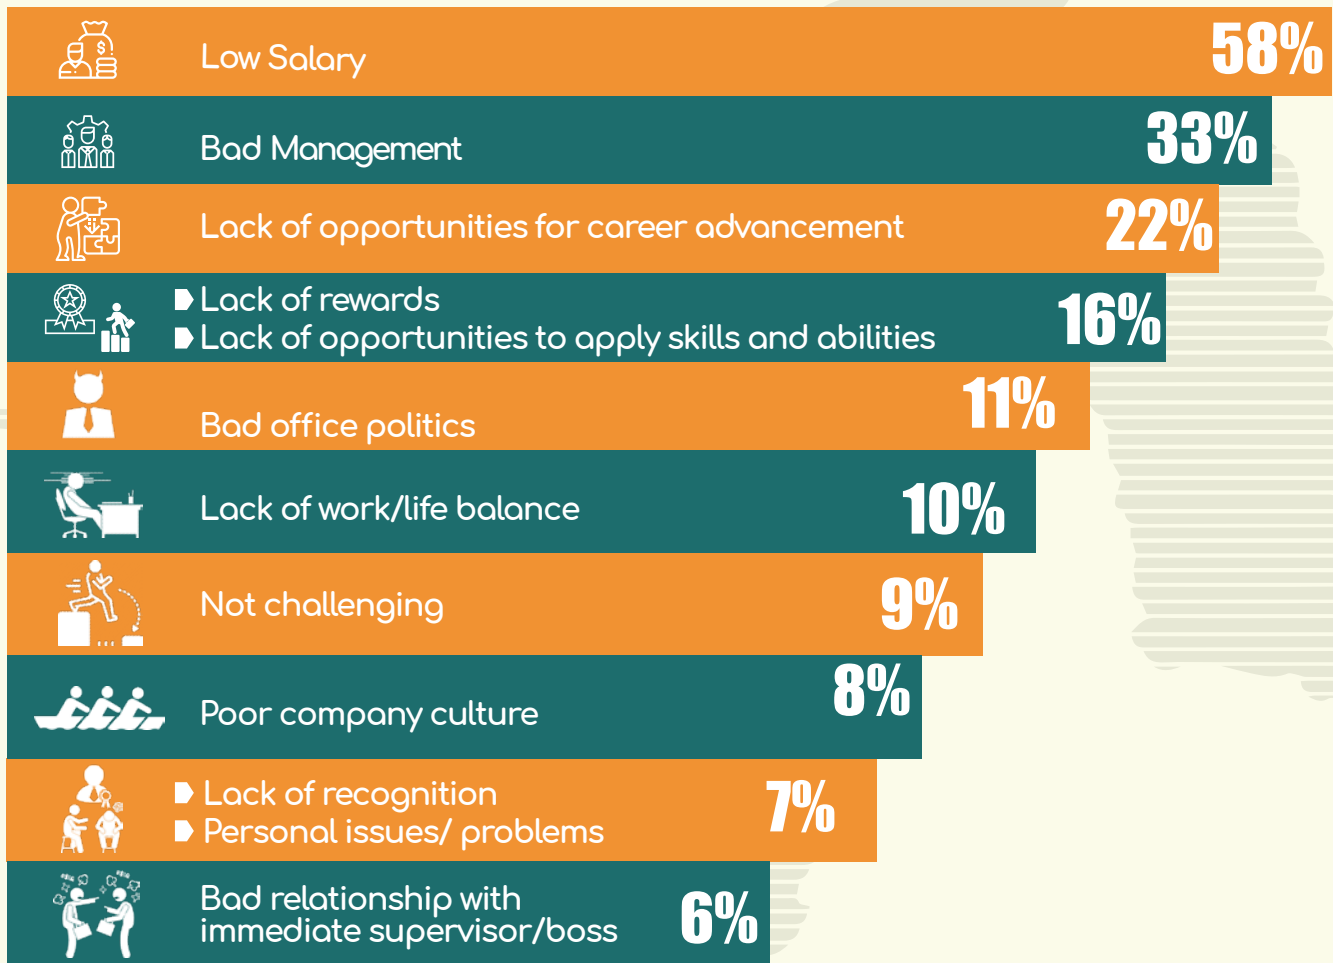 Low Salary 58%
Bad Management 33%
Lack of opportunities for career advancement 22%
Lack of rewards
Lack of opportunities to apply skills and abilities 16%
Bad office politics 11%
Lack of work/life balance 10%
Not challenging 9%
Poor company culture 8%
Lack of recognition
Personal issues/ problems 7%
Bad relationship with
immediate supervisor/boss 6%